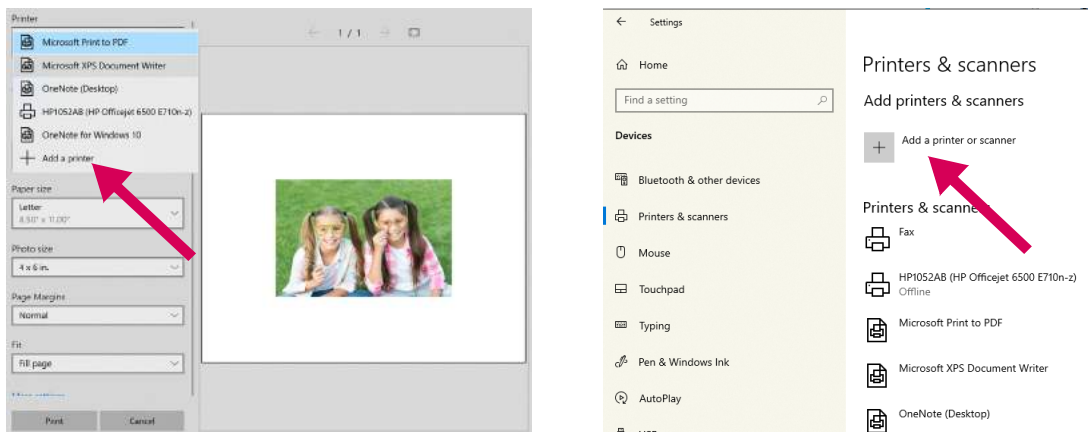 Printer
Microsoft Print to PDF
Microsoft XPS Document Writer
OneNote (Desktop)
HP1052AB (HP Officejet 6500 E710n-z)
OneNote for Windows 10
Add a printer
Paper size
Letter
8.50" x 11.00"
Photo size
4 x 6 in.
Page Margins
Normal
Fit
Fill page
Print Cancel
1 / 1
Settings
Home
Find a setting
Devices
Bluetooth & other devices
Printers & scanners
Mouse
Touchpad
Typing
Pen & Windows Ink
AutoPlay
Printers & scanners
Add printers & scanners
Add a printer or scanner
Printers & scanners
Fax
HP1052AB (HP Officejet 6500 E710n-z)
Offline
Microsoft Print to PDF
Microsoft XPS Document Writer
OneNote (Desktop)